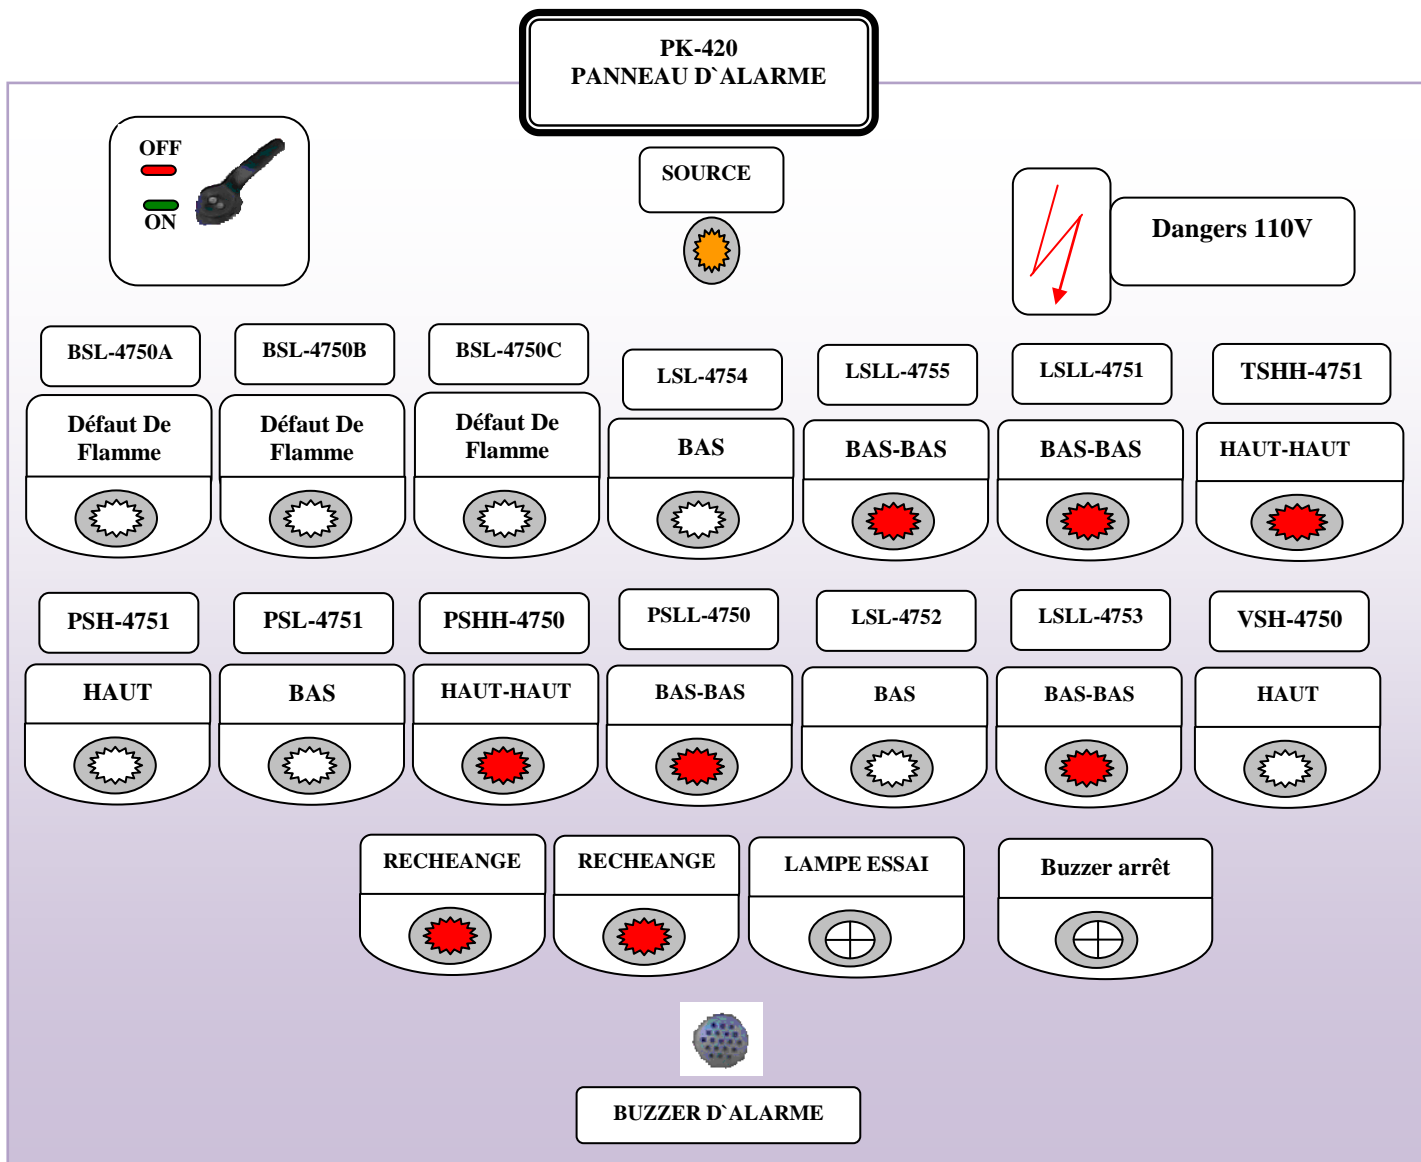 PK-420
PANNEAU D`ALARME
OFF
ON
SOURCE
Dangers 110V
BSL-4750A
BSL-4750B
BSL-4750C
LSL-4754
LSLL-4755
LSLL-4751
TSHH-4751
Défaut De
Flamme
Défaut De
Flamme
Défaut De
Flamme
BAS
BAS-BAS
BAS-BAS
HAUT-HAUT
PSH-4751
PSL-4751
PSHH-4750
PSLL-4750
LSL-4752
LSLL-4753
VSH-4750
HAUT
BAS
HAUT-HAUT
BAS-BAS
BAS
BAS-BAS
HAUT
RECHEANGE
RECHEANGE
LAMPE ESSAI
Buzzer arrêt
BUZZER D`ALARME